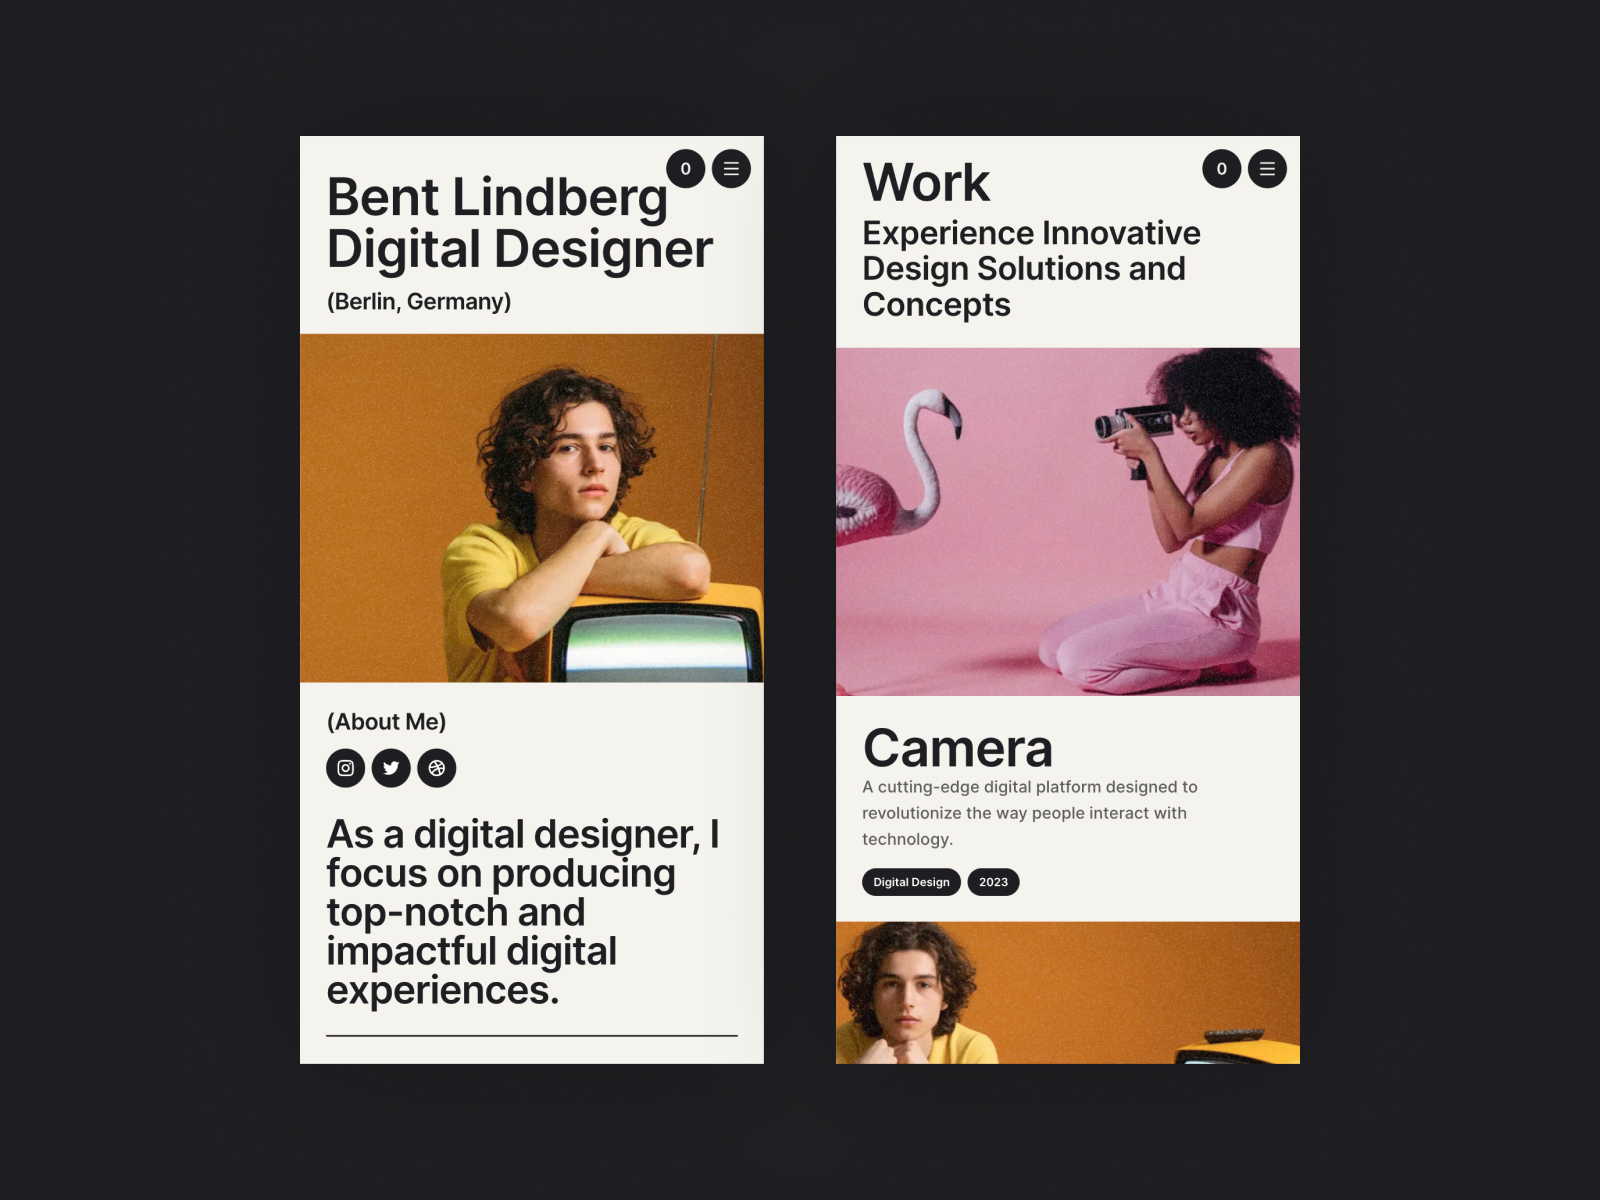 Bent Lindberg
Digital Designer
(Berlin, Germany)
0
(About Me)
As a digital designer, I
focus on producing
top-notch and
impactful digital
experiences.
Work
0
Experience Innovative
Design Solutions and
Concepts
Camera
A cutting-edge digital platform designed to
revolutionize the way people interact with
technology.
Digital Design
2023